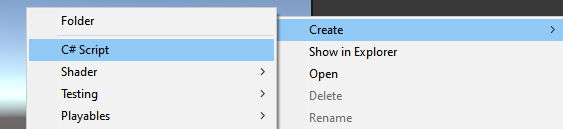 Folder
C# Script
Shader
Testing
Playables
Create
Show in Explorer
Open
Delete
Rename